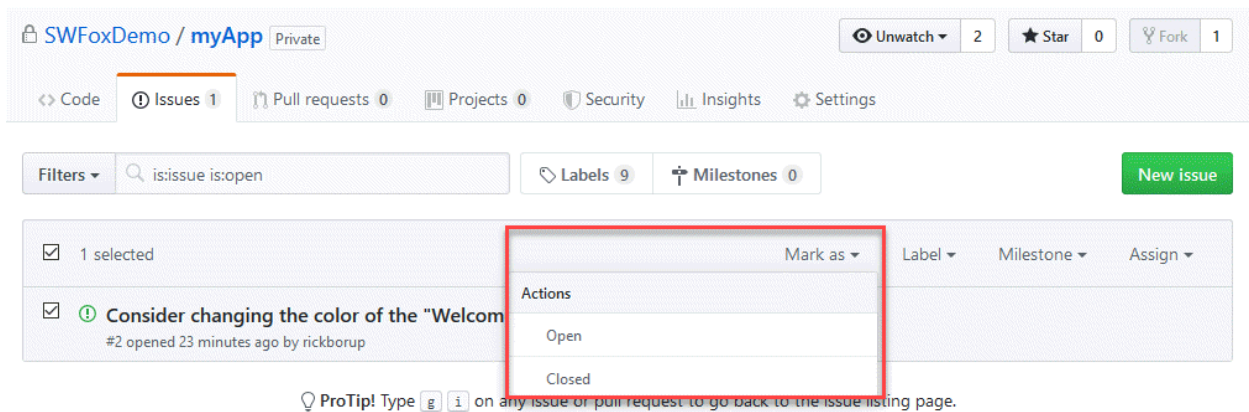 SWFoxDemo / myApp Private Unwatch 2 Star 0 Fork 1
Code Issues 1 Pull requests 0 Projects 0 Security Insights Settings
Filters is:issue is:open Labels 9 Milestones 0 New issue
1 selected Mark as Label Milestone Assign
Actions
Consider changing the color of the "Welcom
Open
#2 opened 23 minutes ago by rickborup
Closed
ProTip! Type g i on any issue or pull request to go back to the issue listing page.